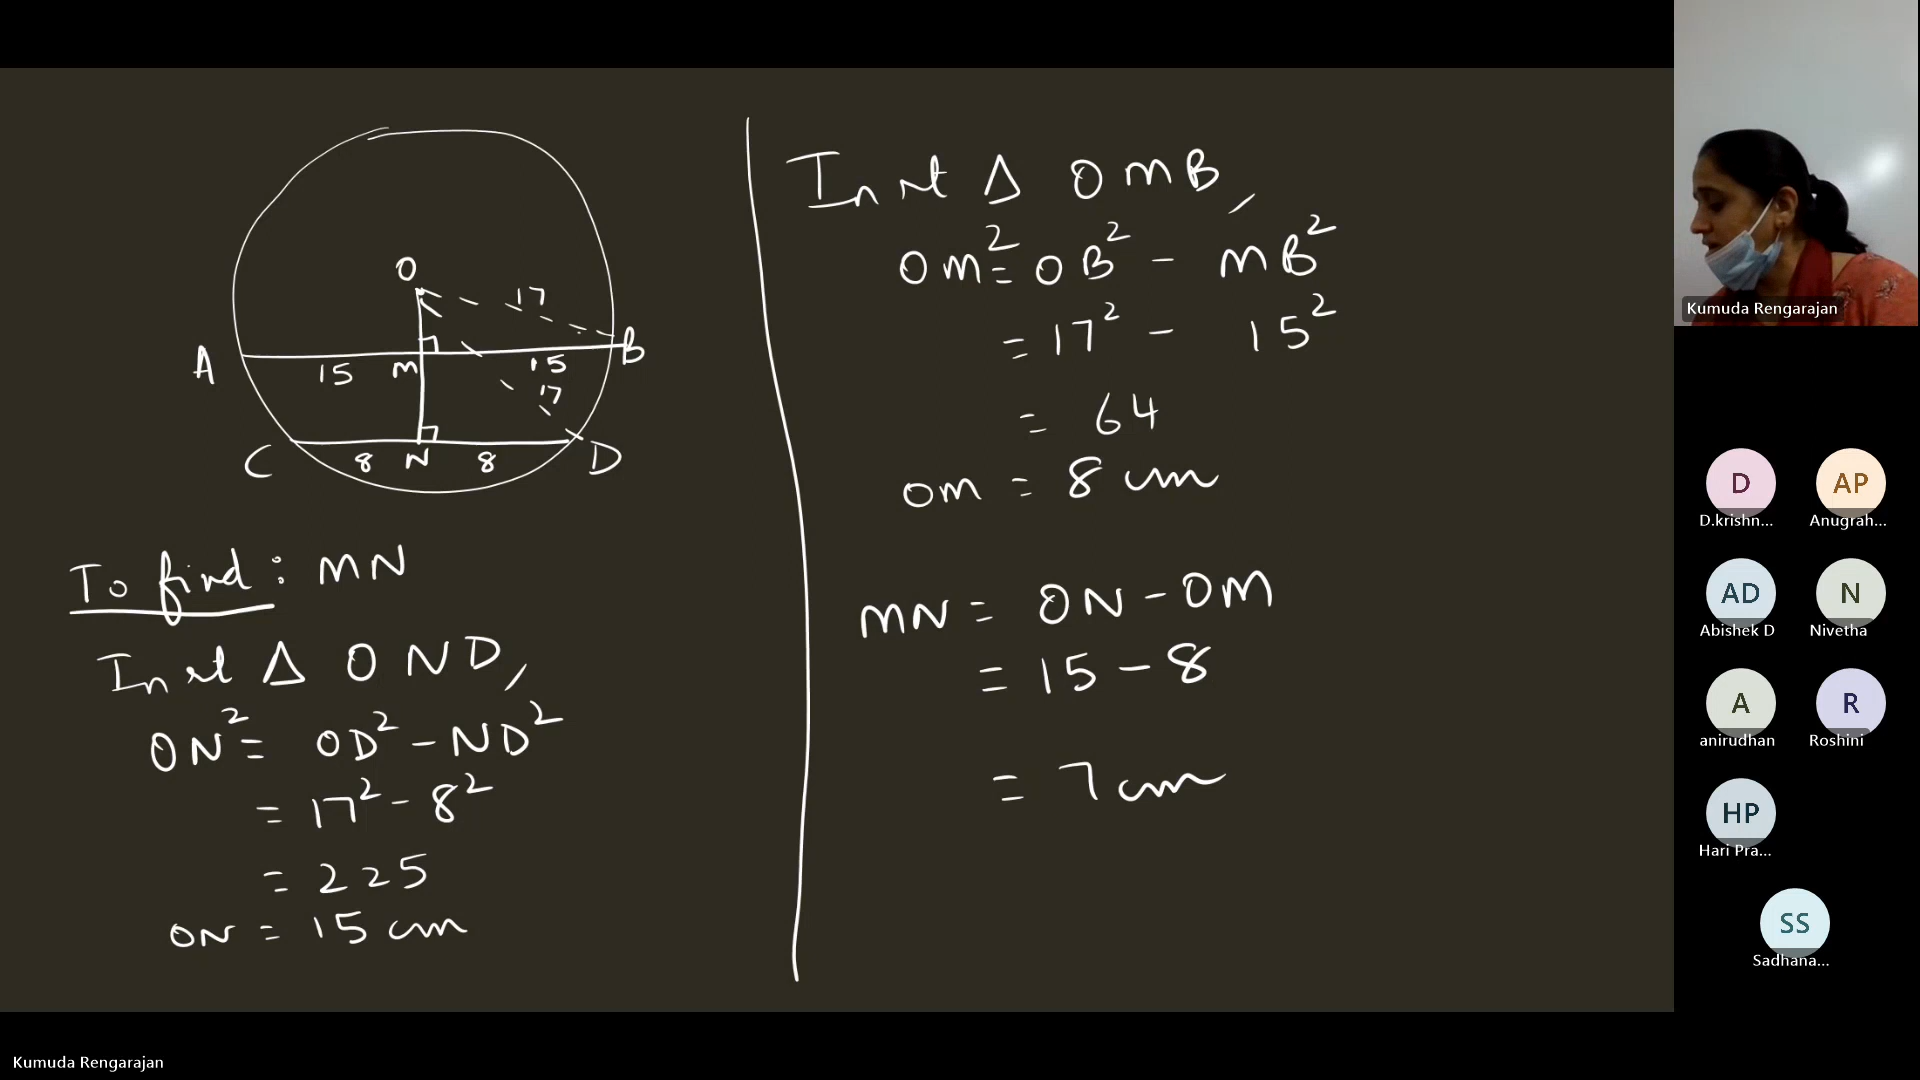 O
17
A
B
15
M
15
17
C
8
N
8
D
To find : MN
In rt Δ OND,
ON² = OD² - ND²
= 17² - 8²
= 225
ON = 15 cm
In rt Δ OMB,
OM² = OB² - MB²
= 17² - 15²
= 64
OM = 8 cm
MN = ON - OM
= 15 - 8
= 7 cm
Kumuda Rengarajan
D
AP
D.krishn...
Anugrah...
AD
N
Abishek D
Nivetha
A
R
anirudhan
Roshini
HP
Hari Pra...
SS
Sadhana...
Kumuda Rengarajan